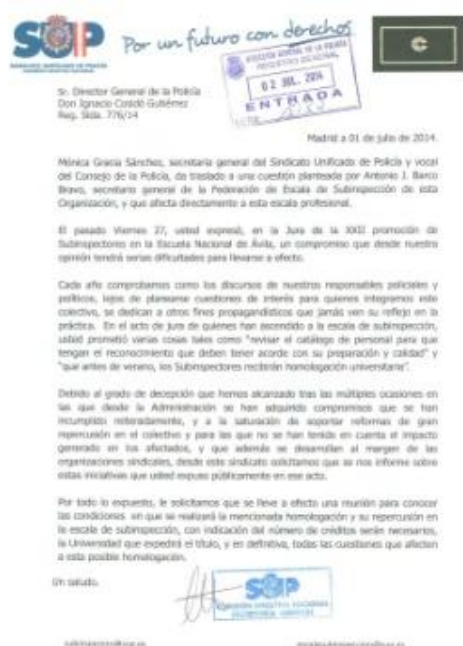 SUP
Por un futuro con derechos
SINDICATO UNIFICADO DE POLICÍA
DIRECCIÓN GENERAL DE LA POLICÍA
REGISTRO GENERAL
02 JUL. 2014
ENTRADA
Sr. Director General de la Policía
Don Ignacio Cosidó Gutiérrez
Reg. Slda. 776/14
Madrid a 01 de julio de 2014.
Mónica Gracia Sánchez, secretaria general del Sindicato Unificado de Policía y vocal
del Consejo de la Policía, da traslado a una cuestión planteada por Antonio J. Barco
Bravo, secretario general de la Federación de Escala de Subinspección de esta
Organización, y que afecta directamente a esta escala profesional.
El pasado Viernes 27, usted expresó, en la Jura de la XXII promoción de
Subinspectores en la Escuela Nacional de Ávila, un compromiso que desde nuestra
opinión tendrá serias dificultades para llevarse a efecto.
Cada año comprobamos como los discursos de nuestros responsables policiales y
políticos, lejos de plantearse cuestiones de interés para quienes integramos este
colectivo, se dedican a otros fines propagandísticos que jamás ven su reflejo en la
práctica. En el acto de jura de quienes han ascendido a la escala de subinspección,
usted prometió varias cosas tales como "revisar el catálogo de personal para que
tengan el reconocimiento que deben tener acorde con su preparación y calidad" y
"que antes de verano, los Subinspectores recibirán homologación universitaria".
Debido al grado de decepción que hemos alcanzado tras las múltiples ocasiones en
las que desde la Administración se han adquirido compromisos que se han
incumplido reiteradamente, y a la saturación de soportar reformas de gran
repercusión en el colectivo y para las que no se han tenido en cuenta el impacto
generado en los afectados, y que además se desarrollan al margen de las
organizaciones sindicales, desde este sindicato solicitamos que se nos informe sobre
estas iniciativas que usted expuso públicamente en ese acto.
Por todo lo expuesto, le solicitamos que se lleve a efecto una reunión para conocer
las condiciones en que se realizará la mencionada homologación y su repercusión en
la escala de subinspección, con indicación del número de créditos serán necesarios,
la Universidad que expedirá el título, y en definitiva, todas las cuestiones que afecten
a esta posible homologación.
Un saludo.
SUP
COMISIÓN EJECUTIVA NACIONAL
SECRETARÍA GENERAL